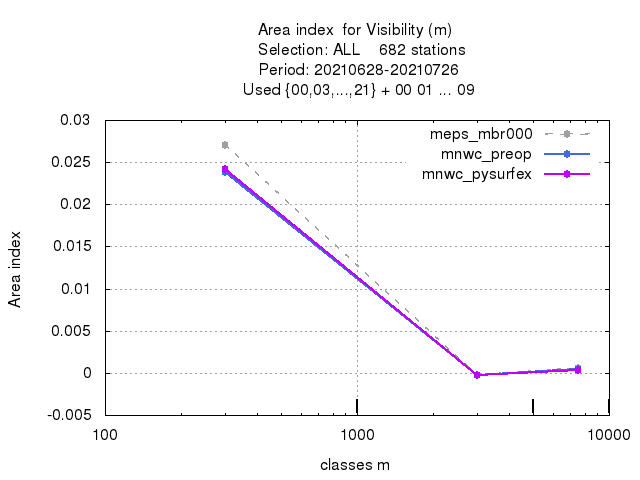 Area index for Visibility (m)
Selection: ALL 682 stations
Period: 20210628-20210726
Used {00,03,...,21} + 00 01 ... 09
0.03
0.025
0.02
0.015
0.01
0.005
0
-0.005
Area index
meps_mbr000
mnwc_preop
mnwc_pysurfex
100
1000
10000
classes m